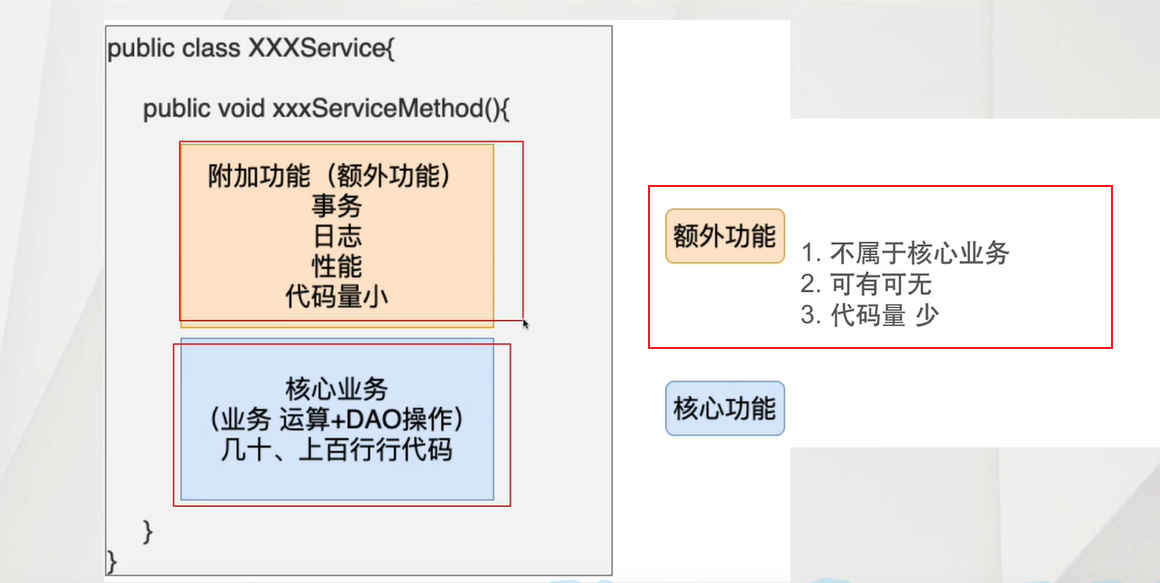 public class XXXService{
public void xxxServiceMethod(){
附加功能（额外功能）
事务
日志
性能
代码量小
核心业务
（业务 运算+DAO操作）
几十、上百行行代码
}
}
额外功能
1. 不属于核心业务
2. 可有可无
3. 代码量 少
核心功能